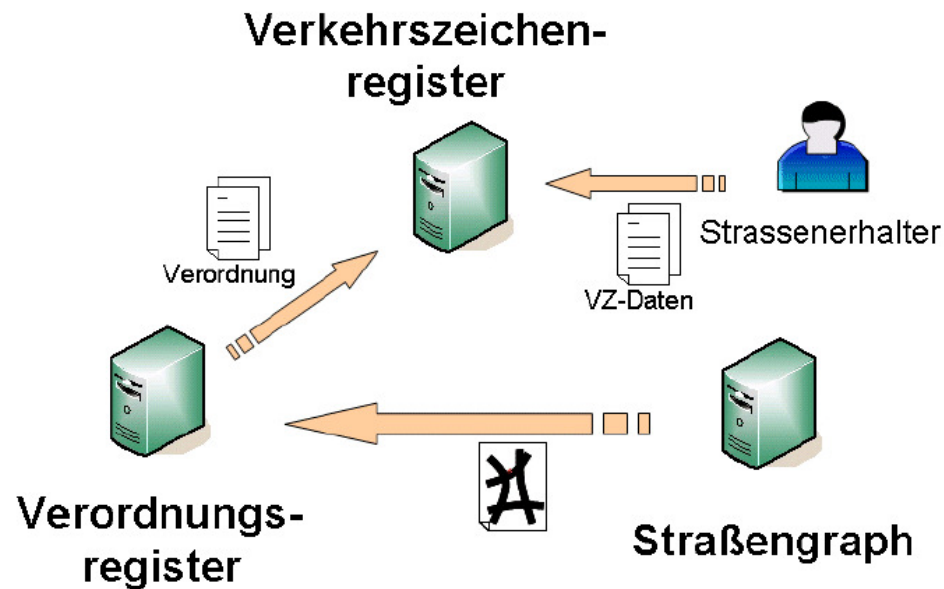 Verkehrszeichen-
register
Strassenerhalter
Verordnung
VZ-Daten
Verordnungs-
register
Straßengraph